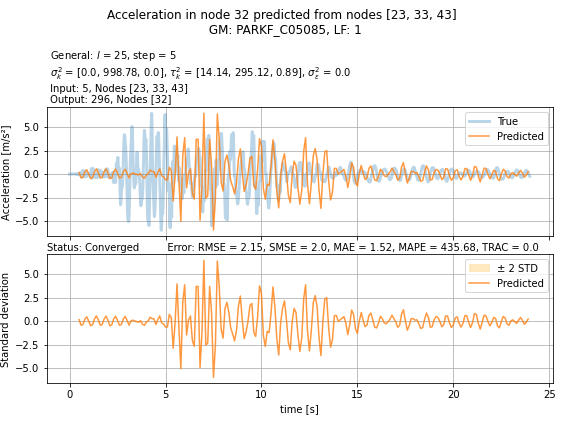 Acceleration in node 32 predicted from nodes [23, 33, 43]
GM: PARKF_C05085, LF: 1
General: l = 25, step = 5
σ²ₖ = [0.0, 998.78, 0.0], τ²ₖ = [14.14, 295.12, 0.89], σ²ε = 0.0
Input: 5, Nodes [23, 33, 43]
Output: 296, Nodes [32]
Acceleration [m/s²]
5.0
2.5
0.0
−2.5
−5.0
True
Predicted
Status: Converged Error: RMSE = 2.15, SMSE = 2.0, MAE = 1.52, MAPE = 435.68, TRAC = 0.0
Standard deviation
5.0
2.5
0.0
−2.5
−5.0
± 2 STD
Predicted
0 5 10 15 20 25
time [s]